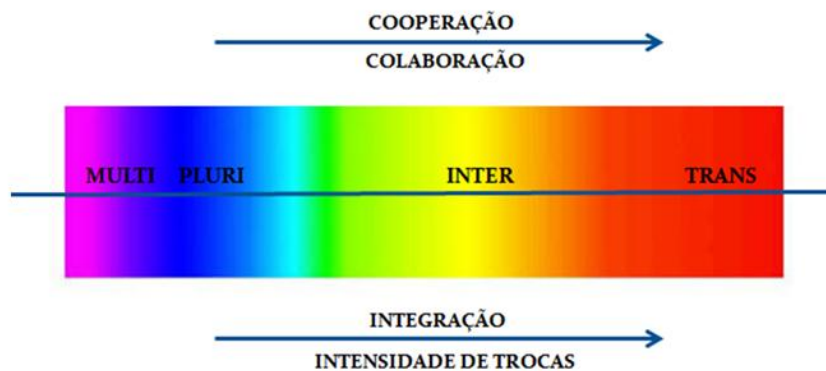 COOPERAÇÃO
COLABORAÇÃO
MULTI PLURI INTER TRANS
INTEGRAÇÃO
INTENSIDADE DE TROCAS